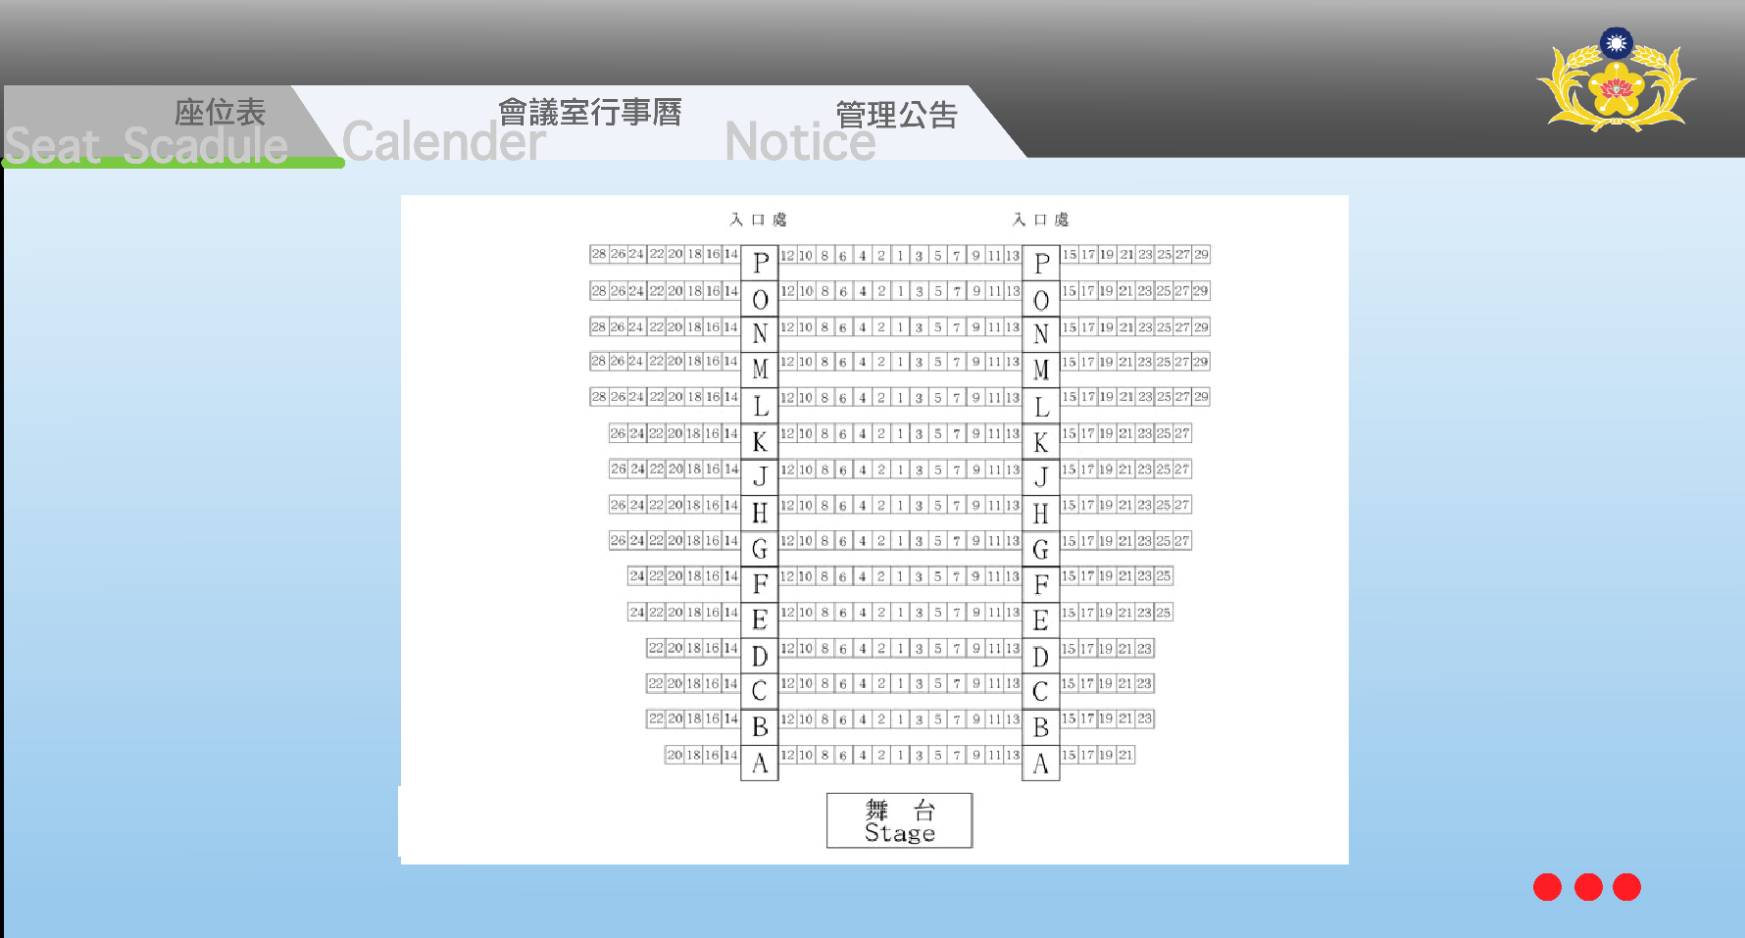 座位表 會議室行事曆 管理公告
Seat Scadule Calender Notice
入口處 入口處
28 26 24 22 20 18 16 14 P 12 10 8 6 4 2 1 3 5 7 9 11 13 P 15 17 19 21 23 25 27 29
28 26 24 22 20 18 16 14 O 12 10 8 6 4 2 1 3 5 7 9 11 13 O 15 17 19 21 23 25 27 29
28 26 24 22 20 18 16 14 N 12 10 8 6 4 2 1 3 5 7 9 11 13 N 15 17 19 21 23 25 27 29
28 26 24 22 20 18 16 14 M 12 10 8 6 4 2 1 3 5 7 9 11 13 M 15 17 19 21 23 25 27 29
28 26 24 22 20 18 16 14 L 12 10 8 6 4 2 1 3 5 7 9 11 13 L 15 17 19 21 23 25 27 29
26 24 22 20 18 16 14 K 12 10 8 6 4 2 1 3 5 7 9 11 13 K 15 17 19 21 23 25 27
26 24 22 20 18 16 14 J 12 10 8 6 4 2 1 3 5 7 9 11 13 J 15 17 19 21 23 25 27
26 24 22 20 18 16 14 H 12 10 8 6 4 2 1 3 5 7 9 11 13 H 15 17 19 21 23 25 27
26 24 22 20 18 16 14 G 12 10 8 6 4 2 1 3 5 7 9 11 13 G 15 17 19 21 23 25 27
24 22 20 18 16 14 F 12 10 8 6 4 2 1 3 5 7 9 11 13 F 15 17 19 21 23 25
24 22 20 18 16 14 E 12 10 8 6 4 2 1 3 5 7 9 11 13 E 15 17 19 21 23 25
22 20 18 16 14 D 12 10 8 6 4 2 1 3 5 7 9 11 13 D 15 17 19 21 23
22 20 18 16 14 C 12 10 8 6 4 2 1 3 5 7 9 11 13 C 15 17 19 21 23
22 20 18 16 14 B 12 10 8 6 4 2 1 3 5 7 9 11 13 B 15 17 19 21 23
20 18 16 14 A 12 10 8 6 4 2 1 3 5 7 9 11 13 A 15 17 19 21
舞 台
Stage